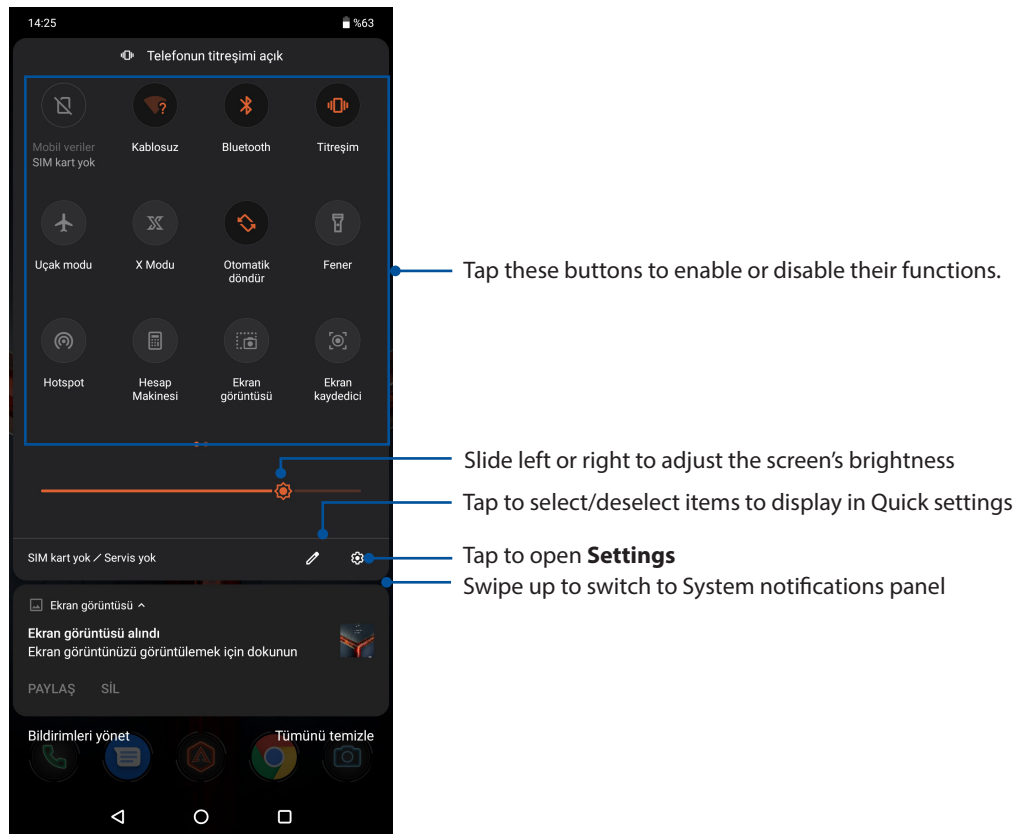 14:25 %63
Telefonun titreşimi açık
Mobil veriler
SIM kart yok
Kablosuz
Bluetooth
Titreşim
Uçak modu
X Modu
Otomatik
döndür
Fener
Hotspot
Hesap
Makinesi
Ekran
görüntüsü
Ekran
kaydedici
SIM kart yok / Servis yok
Ekran görüntüsü
Ekran görüntüsü alındı
Ekran görüntünüzü görüntülemek için dokunun
PAYLAŞ SİL
Bildirimleri yönet Tümünü temizle
Tap these buttons to enable or disable their functions.
Slide left or right to adjust the screen’s brightness
Tap to select/deselect items to display in Quick settings
Tap to open Settings
Swipe up to switch to System notifications panel